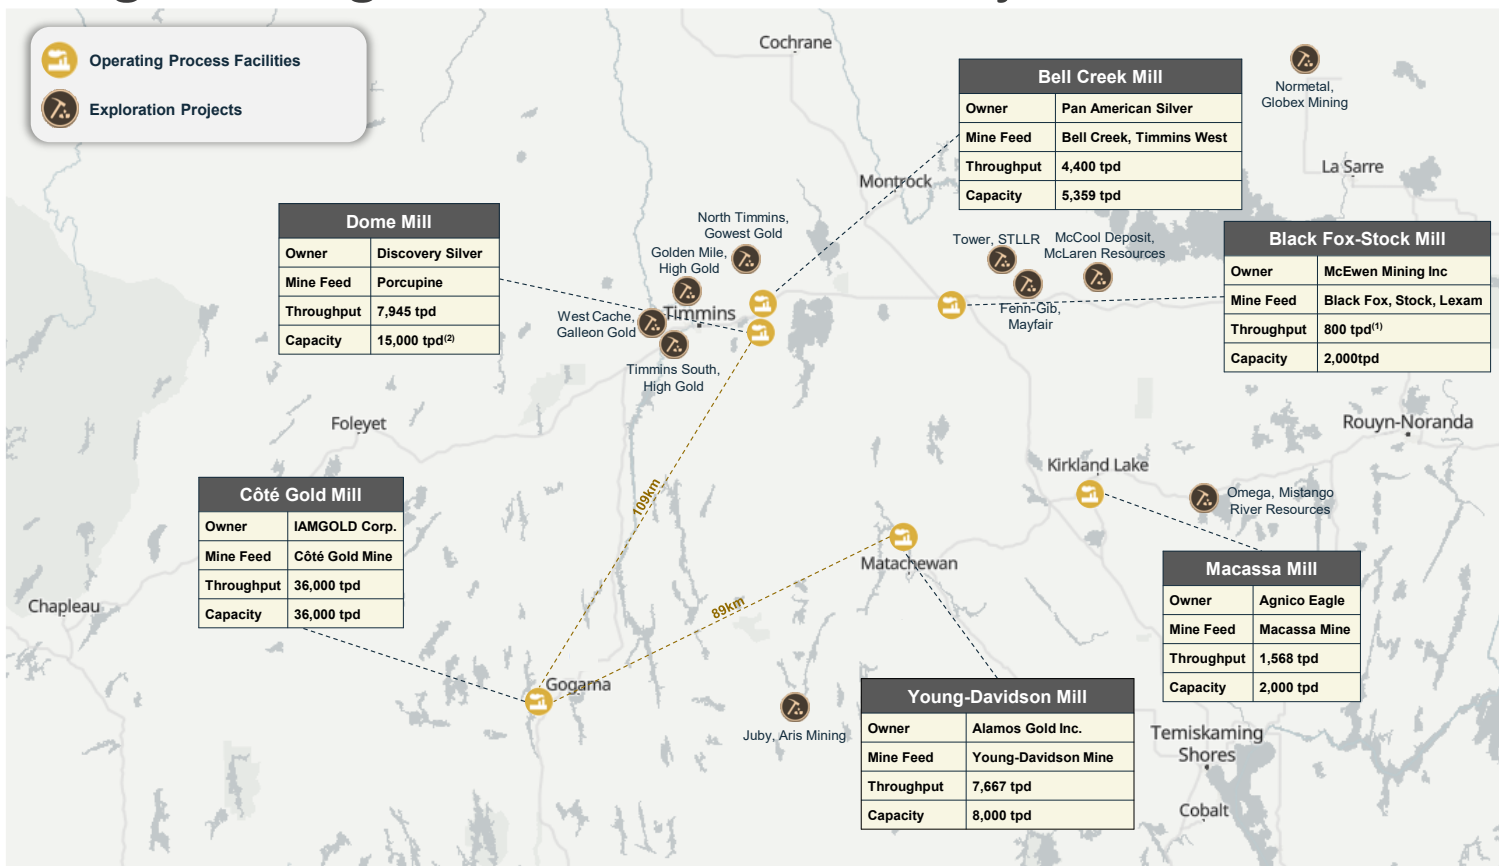 Operating Process Facilities
Exploration Projects
Cochrane
Normetal,
Globex Mining
La Sarre
Montrock
Bell Creek Mill
Owner Pan American Silver
Mine Feed Bell Creek, Timmins West
Throughput 4,400 tpd
Capacity 5,359 tpd
Dome Mill
Owner Discovery Silver
Mine Feed Porcupine
Throughput 7,945 tpd
Capacity 15,000 tpd(2)
North Timmins,
Gowest Gold
Golden Mile,
High Gold
Timmins
West Cache,
Galleon Gold
Timmins South,
High Gold
Tower, STLLR
McCool Deposit,
McLaren Resources
Fenn-Gib,
Mayfair
Black Fox-Stock Mill
Owner McEwen Mining Inc
Mine Feed Black Fox, Stock, Lexam
Throughput 800 tpd(1)
Capacity 2,000tpd
Foleyet
Rouyn-Noranda
Kirkland Lake
Omega, Mistango
River Resources
Côté Gold Mill
Owner IAMGOLD Corp.
Mine Feed Côté Gold Mine
Throughput 36,000 tpd
Capacity 36,000 tpd
109km
89km
Matachewan
Chapleau
Gogama
Juby, Aris Mining
Macassa Mill
Owner Agnico Eagle
Mine Feed Macassa Mine
Throughput 1,568 tpd
Capacity 2,000 tpd
Young-Davidson Mill
Owner Alamos Gold Inc.
Mine Feed Young-Davidson Mine
Throughput 7,667 tpd
Capacity 8,000 tpd
Temiskaming
Shores
Cobalt